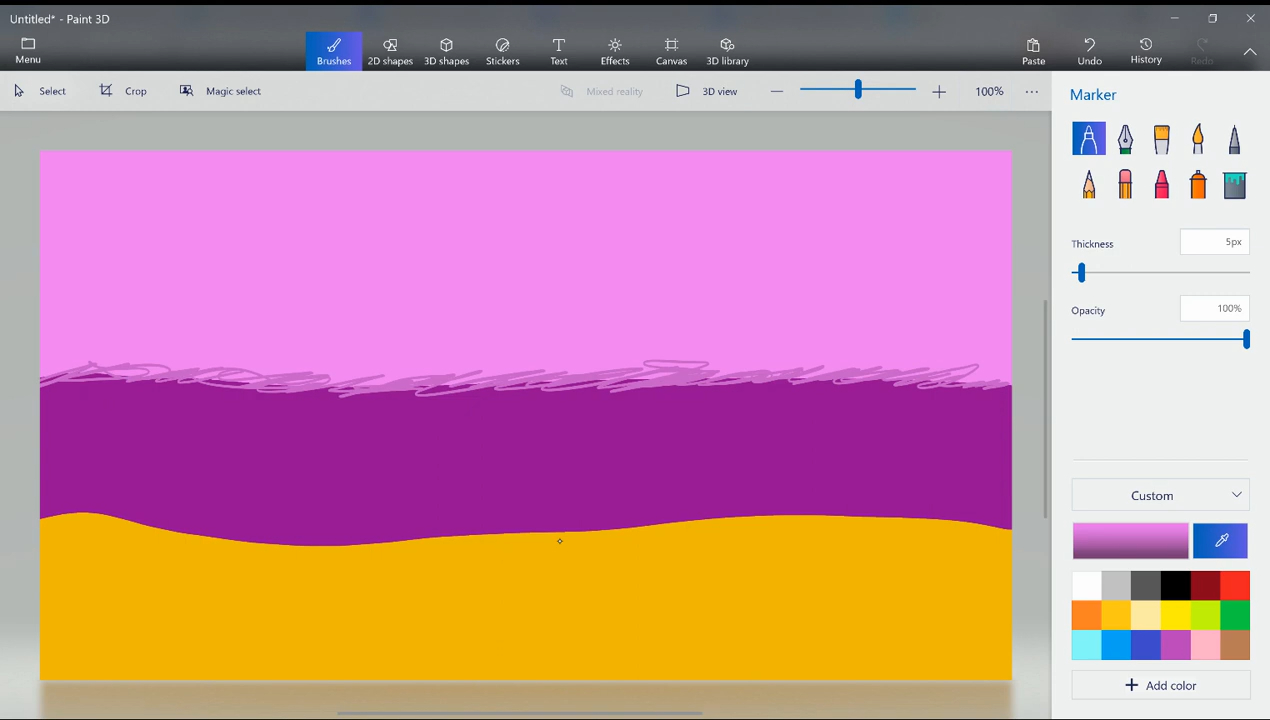 Untitled* - Paint 3D
Menu
Brushes
2D shapes
3D shapes
Stickers
Text
Effects
Canvas
3D library
Paste
Undo
History
Redo
Select
Crop
Magic select
Mixed reality
3D view
100%
Marker
Thickness
5px
Opacity
100%
Custom
Add color